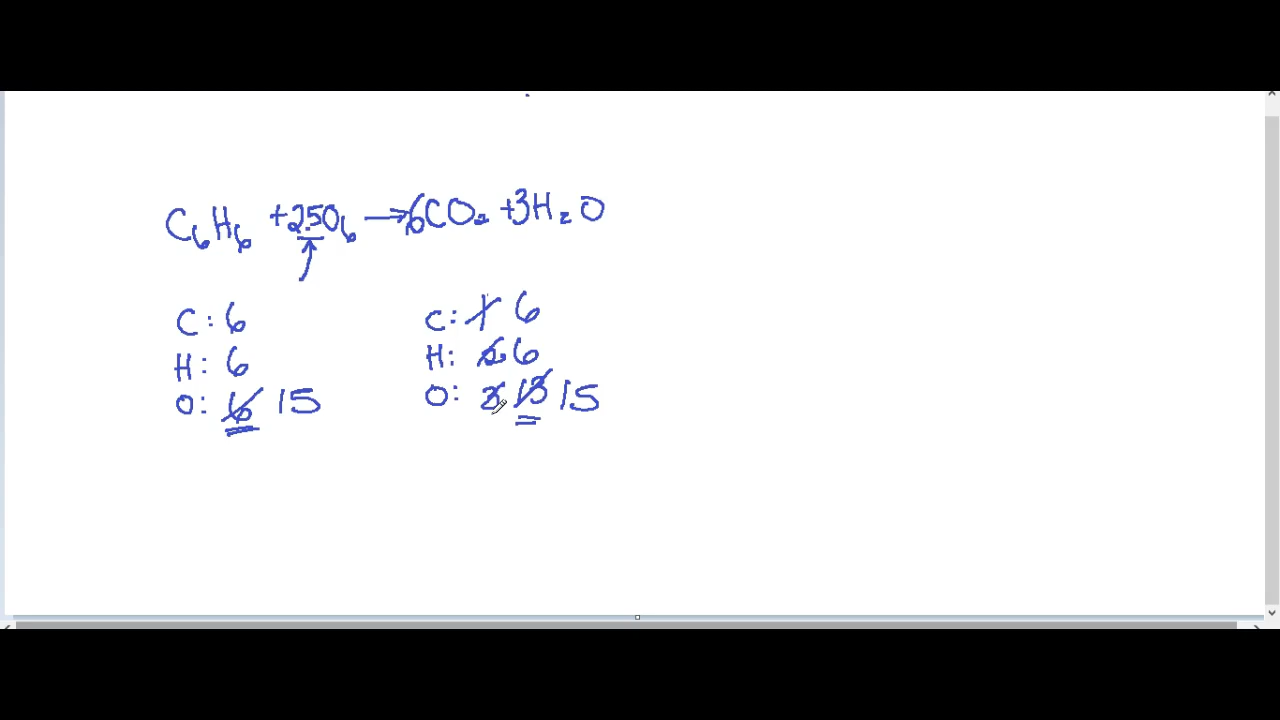 C₆H₆ + 2.5O₆ → 6CO₂ + 3H₂O
C: 6 C: 1 6
H: 6 H: 2 6
O: 6 15 O: 3 13 15